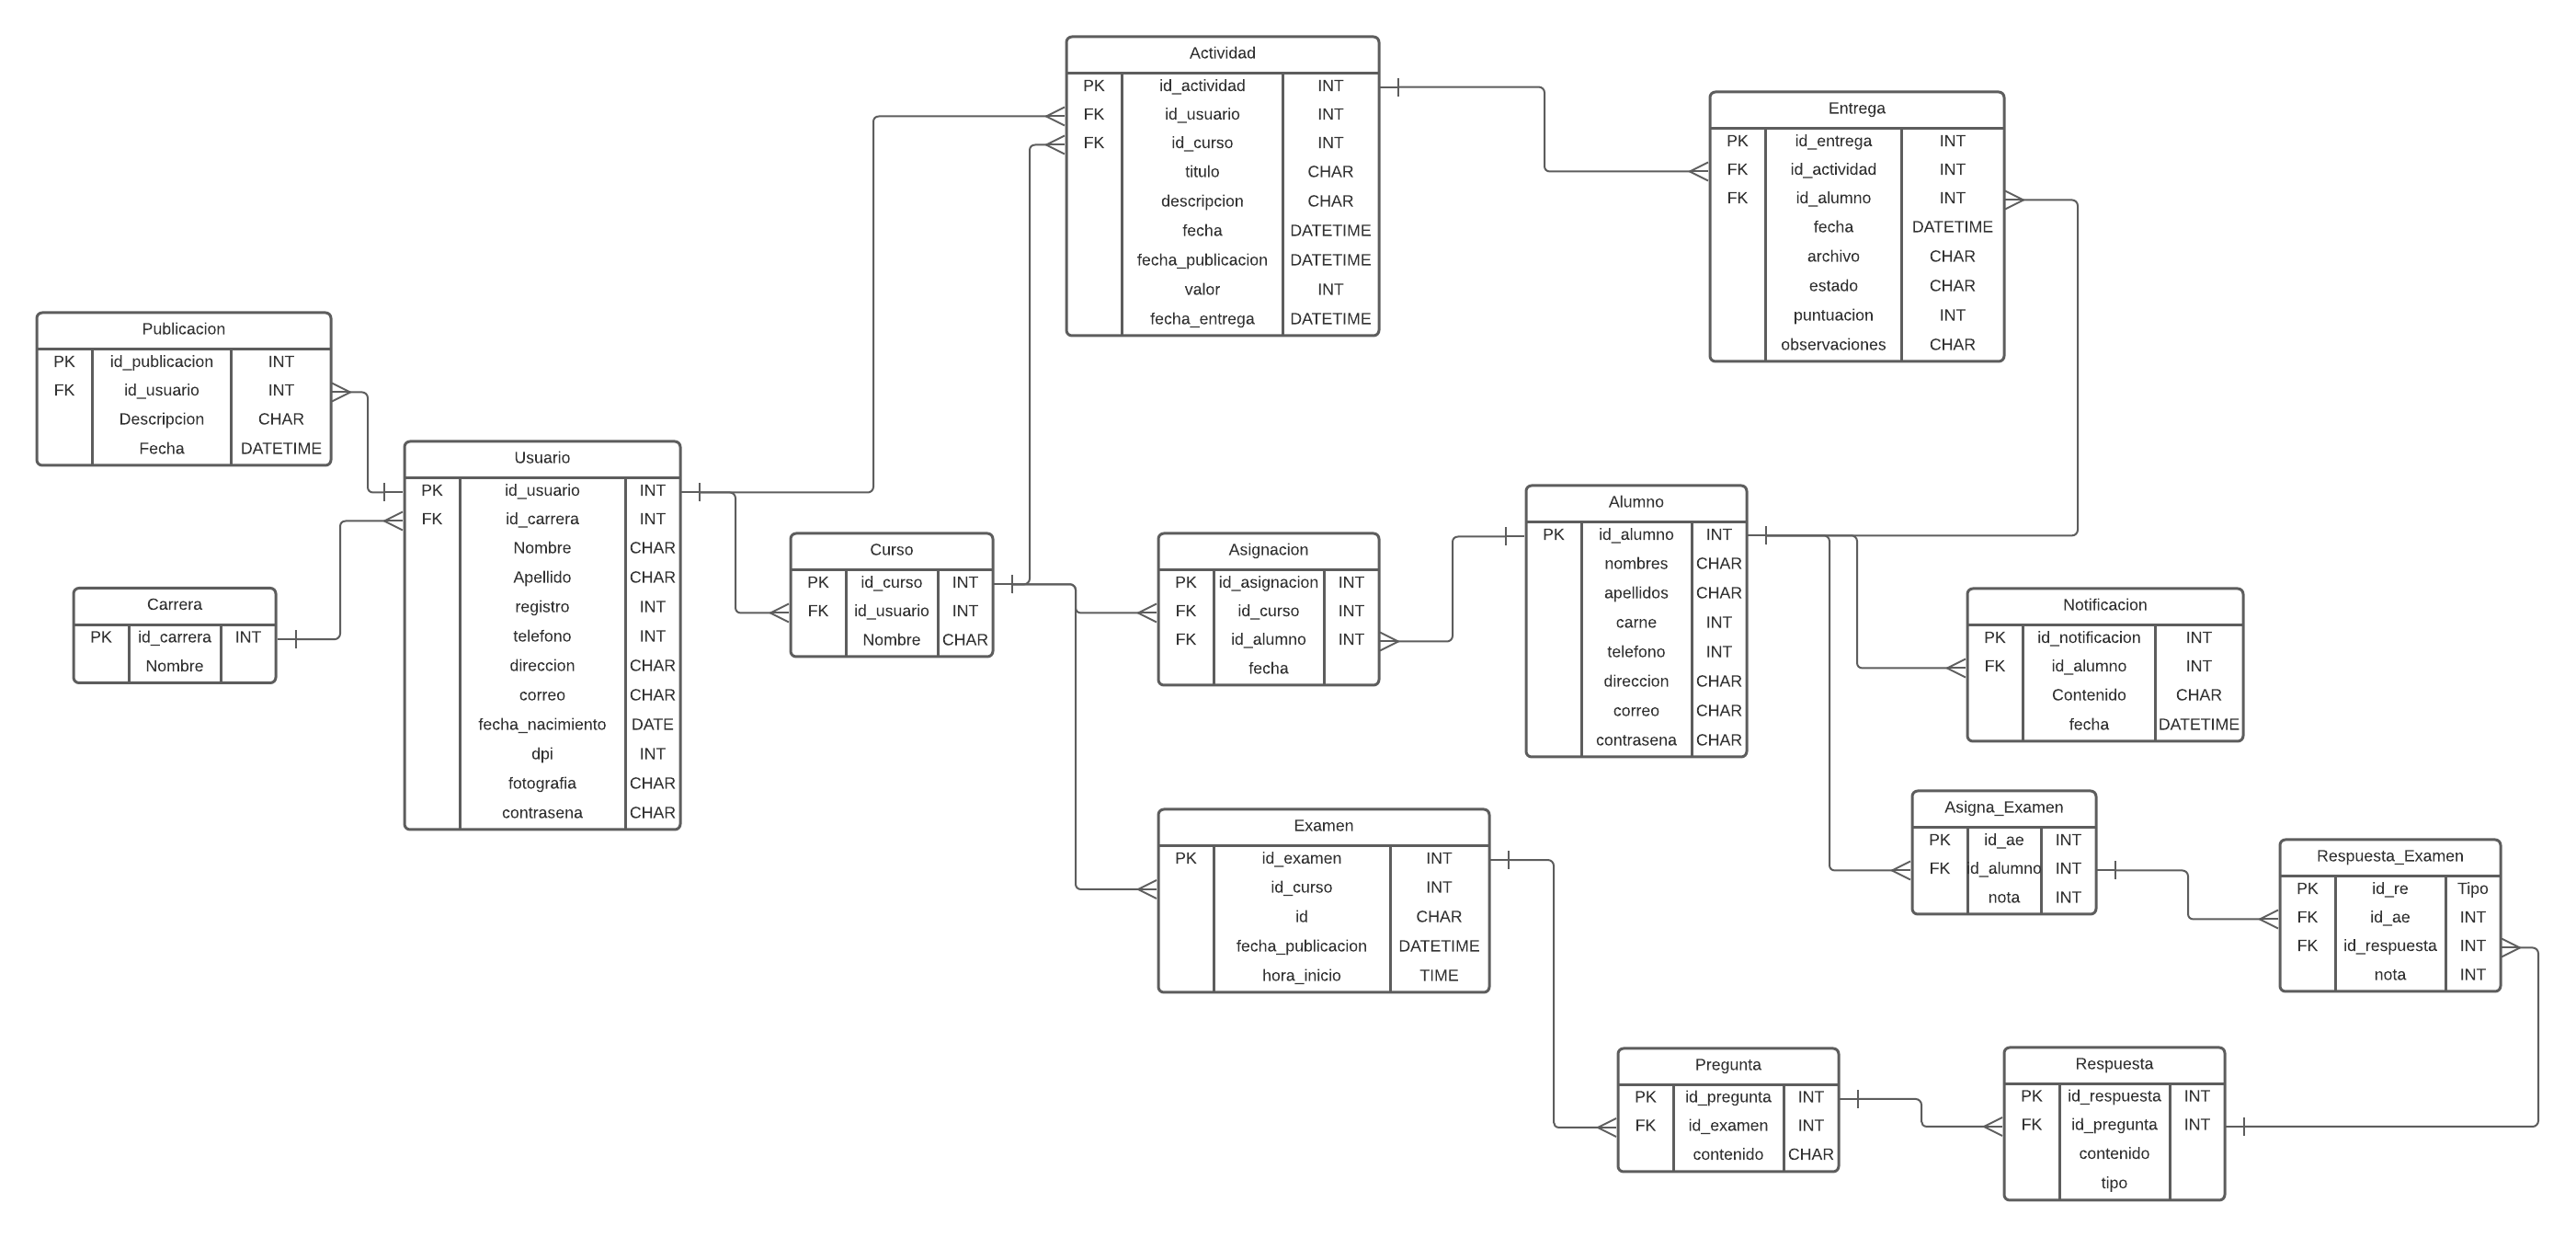 Actividad
PK id_actividad INT
FK id_usuario INT
FK id_curso INT
titulo CHAR
descripcion CHAR
fecha DATETIME
fecha_publicacion DATETIME
valor INT
fecha_entrega DATETIME
Entrega
PK id_entrega INT
FK id_actividad INT
FK id_alumno INT
fecha DATETIME
archivo CHAR
estado CHAR
puntuacion INT
observaciones CHAR
Publicacion
PK id_publicacion INT
FK id_usuario INT
Descripcion CHAR
Fecha DATETIME
Usuario
PK id_usuario INT
FK id_carrera INT
Nombre CHAR
Apellido CHAR
registro INT
telefono INT
direccion CHAR
correo CHAR
fecha_nacimiento DATE
dpi INT
fotografia CHAR
contrasena CHAR
Carrera
PK id_carrera INT
Nombre
Curso
PK id_curso INT
FK id_usuario INT
Nombre CHAR
Asignacion
PK id_asignacion INT
FK id_curso INT
FK id_alumno INT
fecha
Alumno
PK id_alumno INT
nombres CHAR
apellidos CHAR
carne INT
telefono INT
direccion CHAR
correo CHAR
contrasena CHAR
Notificacion
PK id_notificacion INT
FK id_alumno INT
Contenido CHAR
fecha DATETIME
Examen
PK id_examen INT
id_curso INT
id CHAR
fecha_publicacion DATETIME
hora_inicio TIME
Asigna_Examen
PK id_ae INT
FK id_alumno INT
nota INT
Respuesta_Examen
PK id_re Tipo
FK id_ae INT
FK id_respuesta INT
nota INT
Pregunta
PK id_pregunta INT
FK id_examen INT
contenido CHAR
Respuesta
PK id_respuesta INT
FK id_pregunta INT
contenido
tipo